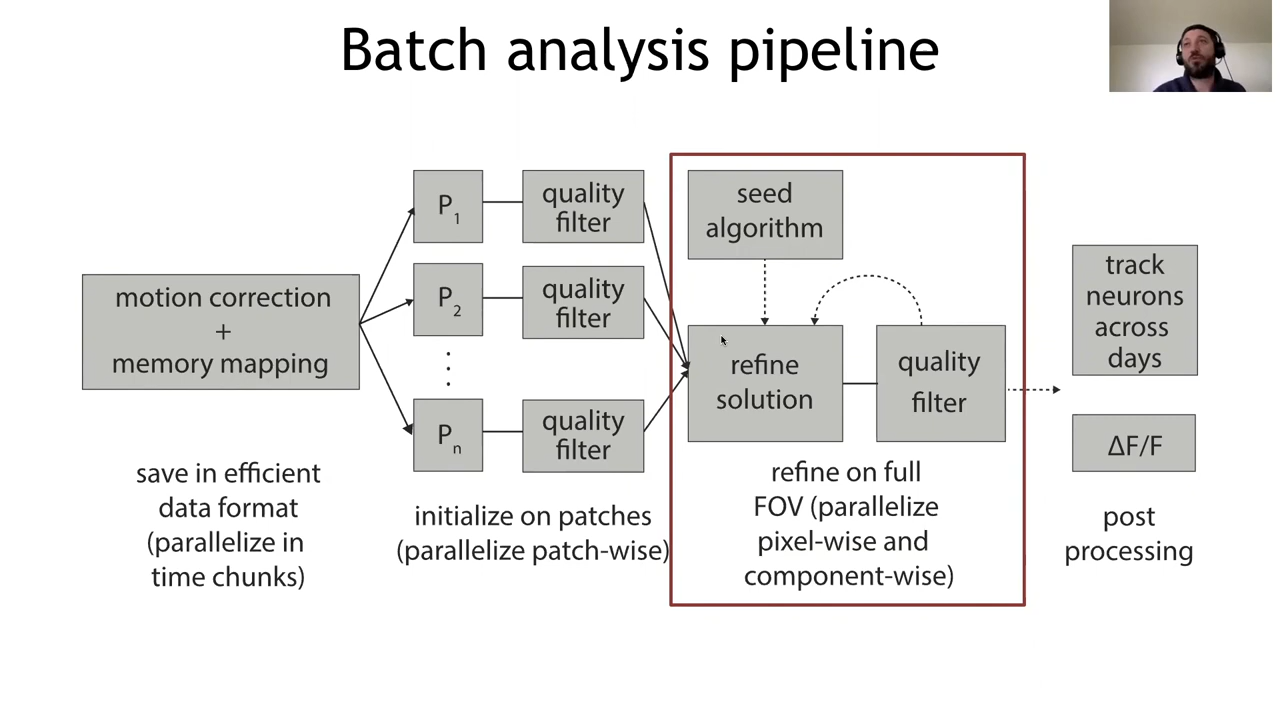 Batch analysis pipeline
motion correction
+
memory mapping
save in efficient
data format
(parallelize in
time chunks)
P1
quality
filter
P2
quality
filter
Pn
quality
filter
initialize on patches
(parallelize patch-wise)
seed
algorithm
refine
solution
quality
filter
refine on full
FOV (parallelize
pixel-wise and
component-wise)
track
neurons
across
days
ΔF/F
post
processing